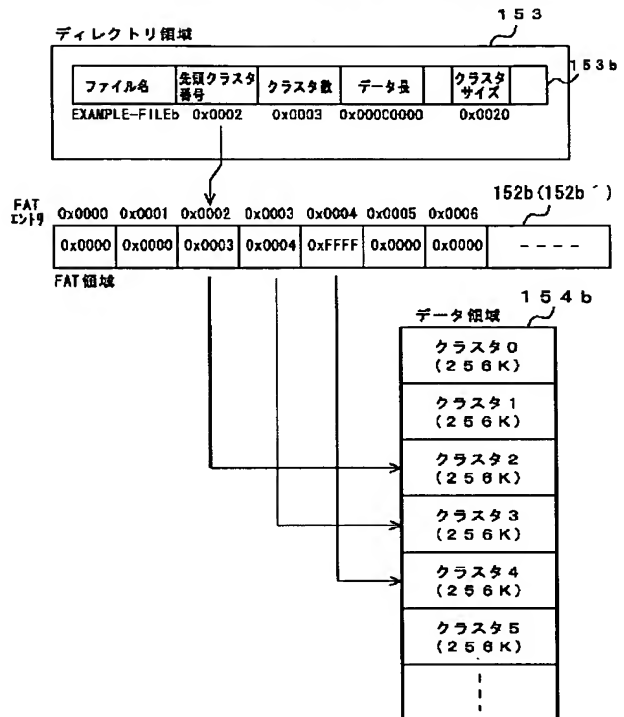 153
ディレクトリ領域
153b
ファイル名 先頭クラスタ番号 クラスタ数 データ長 クラスタサイズ
EXAMPLE-FILEb 0x0002 0x0003 0x00C00000 0x0020
152b(152b´)
FATエントリ 0x0000 0x0001 0x0002 0x0003 0x0004 0x0005 0x0006
0x0000 0x0000 0x0003 0x0004 0xFFFF 0x0000 0x0000 ----
FAT領域
154b
データ領域
クラスタ0
(256K)
クラスタ1
(256K)
クラスタ2
(256K)
クラスタ3
(256K)
クラスタ4
(256K)
クラスタ5
(256K)